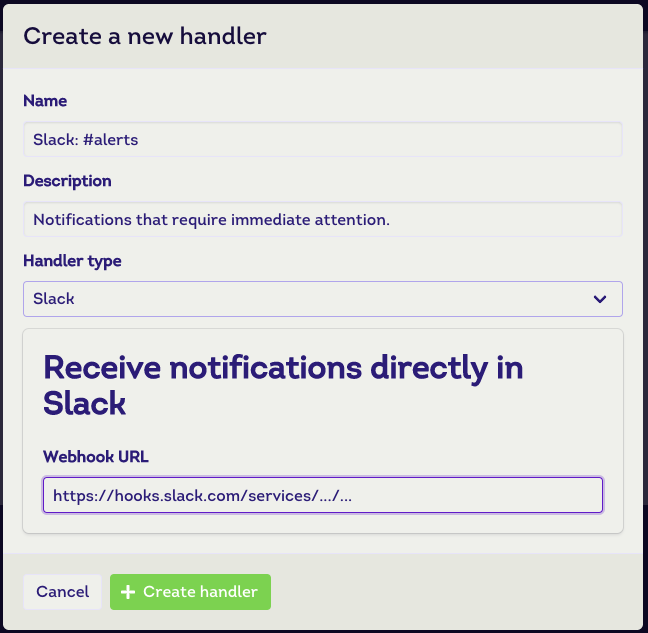 Create a new handler
Name
Slack: #alerts
Description
Notifications that require immediate attention.
Handler type
Slack
Receive notifications directly in
Slack
Webhook URL
https://hooks.slack.com/services/.../...
Cancel
+ Create handler